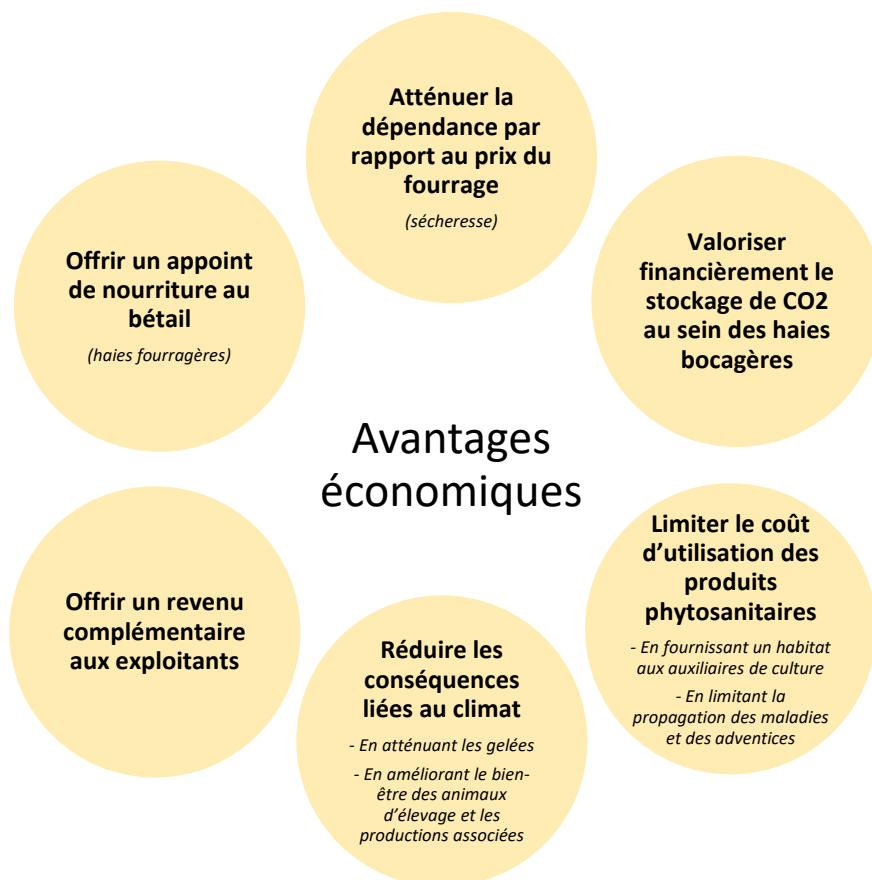 Atténuer la
dépendance par
rapport au prix du
fourrage
(sécheresse)
Valoriser
financièrement le
stockage de CO2
au sein des haies
bocagères
Offrir un appoint
de nourriture au
bétail
(haies fourragères)
Avantages
économiques
Limiter le coût
d’utilisation des
produits
phytosanitaires
- En fournissant un habitat
aux auxiliaires de culture
- En limitant la
propagation des maladies
et des adventices
Offrir un revenu
complémentaire
aux exploitants
Réduire les
conséquences
liées au climat
- En atténuant les gelées
- En améliorant le bien-
être des animaux
d’élevage et les
productions associées